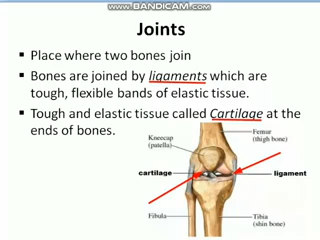 www.BANDICAM.com
Joints
• Place where two bones join
• Bones are joined by ligaments which are
tough, flexible bands of elastic tissue.
• Tough and elastic tissue called Cartilage at the
ends of bones.
Kneecap
(patella)
Femur
(thigh bone)
cartilage
ligament
Fibula
Tibia
(shin bone)